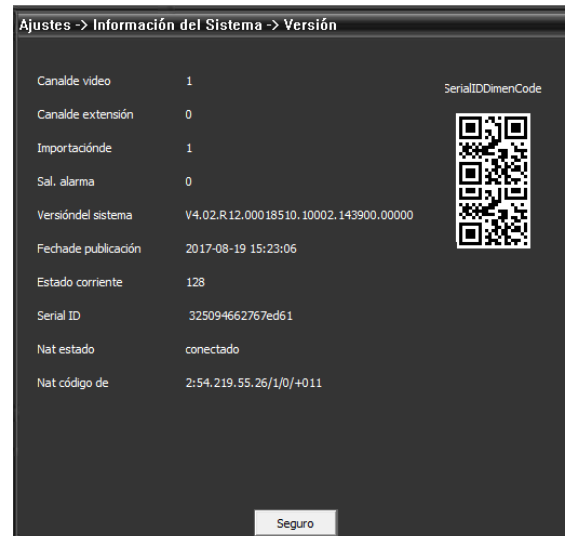 Ajustes -> Información del Sistema -> Versión
Canalde video 1
SerialIDDimenCode
Canalde extensión 0
Importaciónde 1
Sal. alarma 0
Versióndel sistema V4.02.R12.00018510.10002.143900.00000
Fechade publicación 2017-08-19 15:23:06
Estado corriente 128
Serial ID 325094662767ed61
Nat estado conectado
Nat código de 2:54.219.55.26/1/0/+011
Seguro